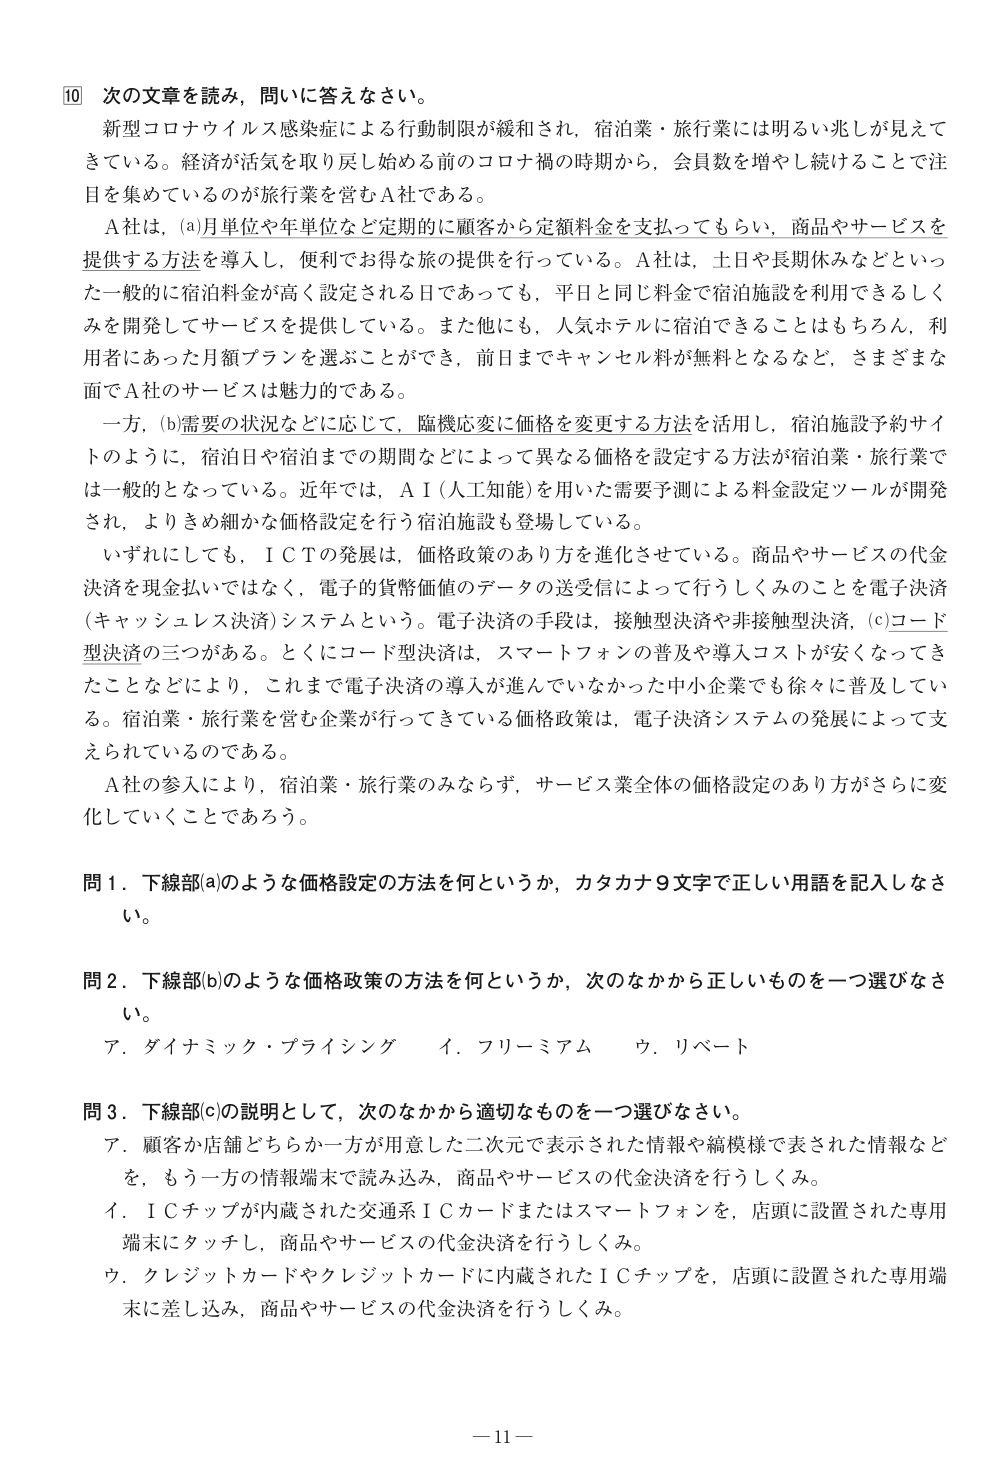 10　次の文章を読み，問いに答えなさい。
新型コロナウイルス感染症による行動制限が緩和され，宿泊業・旅行業には明るい兆しが見えて
きている。経済が活気を取り戻し始める前のコロナ禍の時期から，会員数を増やし続けることで注
目を集めているのが旅行業を営むＡ社である。
Ａ社は，(a)月単位や年単位など定期的に顧客から定額料金を支払ってもらい，商品やサービスを
提供する方法を導入し，便利でお得な旅の提供を行っている。Ａ社は，土日や長期休みなどといっ
た一般的に宿泊料金が高く設定される日であっても，平日と同じ料金で宿泊施設を利用できるしく
みを開発してサービスを提供している。また他にも，人気ホテルに宿泊できることはもちろん，利
用者にあった月額プランを選ぶことができ，前日までキャンセル料が無料となるなど，さまざまな
面でＡ社のサービスは魅力的である。
一方，(b)需要の状況などに応じて，臨機応変に価格を変更する方法を活用し，宿泊施設予約サイ
トのように，宿泊日や宿泊までの期間などによって異なる価格を設定する方法が宿泊業・旅行業で
は一般的となっている。近年では，ＡＩ(人工知能)を用いた需要予測による料金設定ツールが開発
され，よりきめ細かな価格設定を行う宿泊施設も登場している。
いずれにしても，ＩＣＴの発展は，価格政策のあり方を進化させている。商品やサービスの代金
決済を現金払いではなく，電子的貨幣価値のデータの送受信によって行うしくみのことを電子決済
(キャッシュレス決済)システムという。電子決済の手段は，接触型決済や非接触型決済，(c)コード
型決済の三つがある。とくにコード型決済は，スマートフォンの普及や導入コストが安くなってき
たことなどにより，これまで電子決済の導入が進んでいなかった中小企業でも徐々に普及してい
る。宿泊業・旅行業を営む企業が行ってきている価格政策は，電子決済システムの発展によって支
えられているのである。
Ａ社の参入により，宿泊業・旅行業のみならず，サービス業全体の価格設定のあり方がさらに変
化していくことであろう。
問１．下線部(a)のような価格設定の方法を何というか，カタカナ９文字で正しい用語を記入しなさ
い。
問２．下線部(b)のような価格政策の方法を何というか，次のなかから正しいものを一つ選びなさ
い。
ア．ダイナミック・プライシング　　イ．フリーミアム　　ウ．リベート
問３．下線部(c)の説明として，次のなかから適切なものを一つ選びなさい。
ア．顧客か店舗どちらか一方が用意した二次元で表示された情報や縞模様で表された情報など
を，もう一方の情報端末で読み込み，商品やサービスの代金決済を行うしくみ。
イ．ＩＣチップが内蔵された交通系ＩＣカードまたはスマートフォンを，店頭に設置された専用
端末にタッチし，商品やサービスの代金決済を行うしくみ。
ウ．クレジットカードやクレジットカードに内蔵されたＩＣチップを，店頭に設置された専用端
末に差し込み，商品やサービスの代金決済を行うしくみ。
― 11 ―